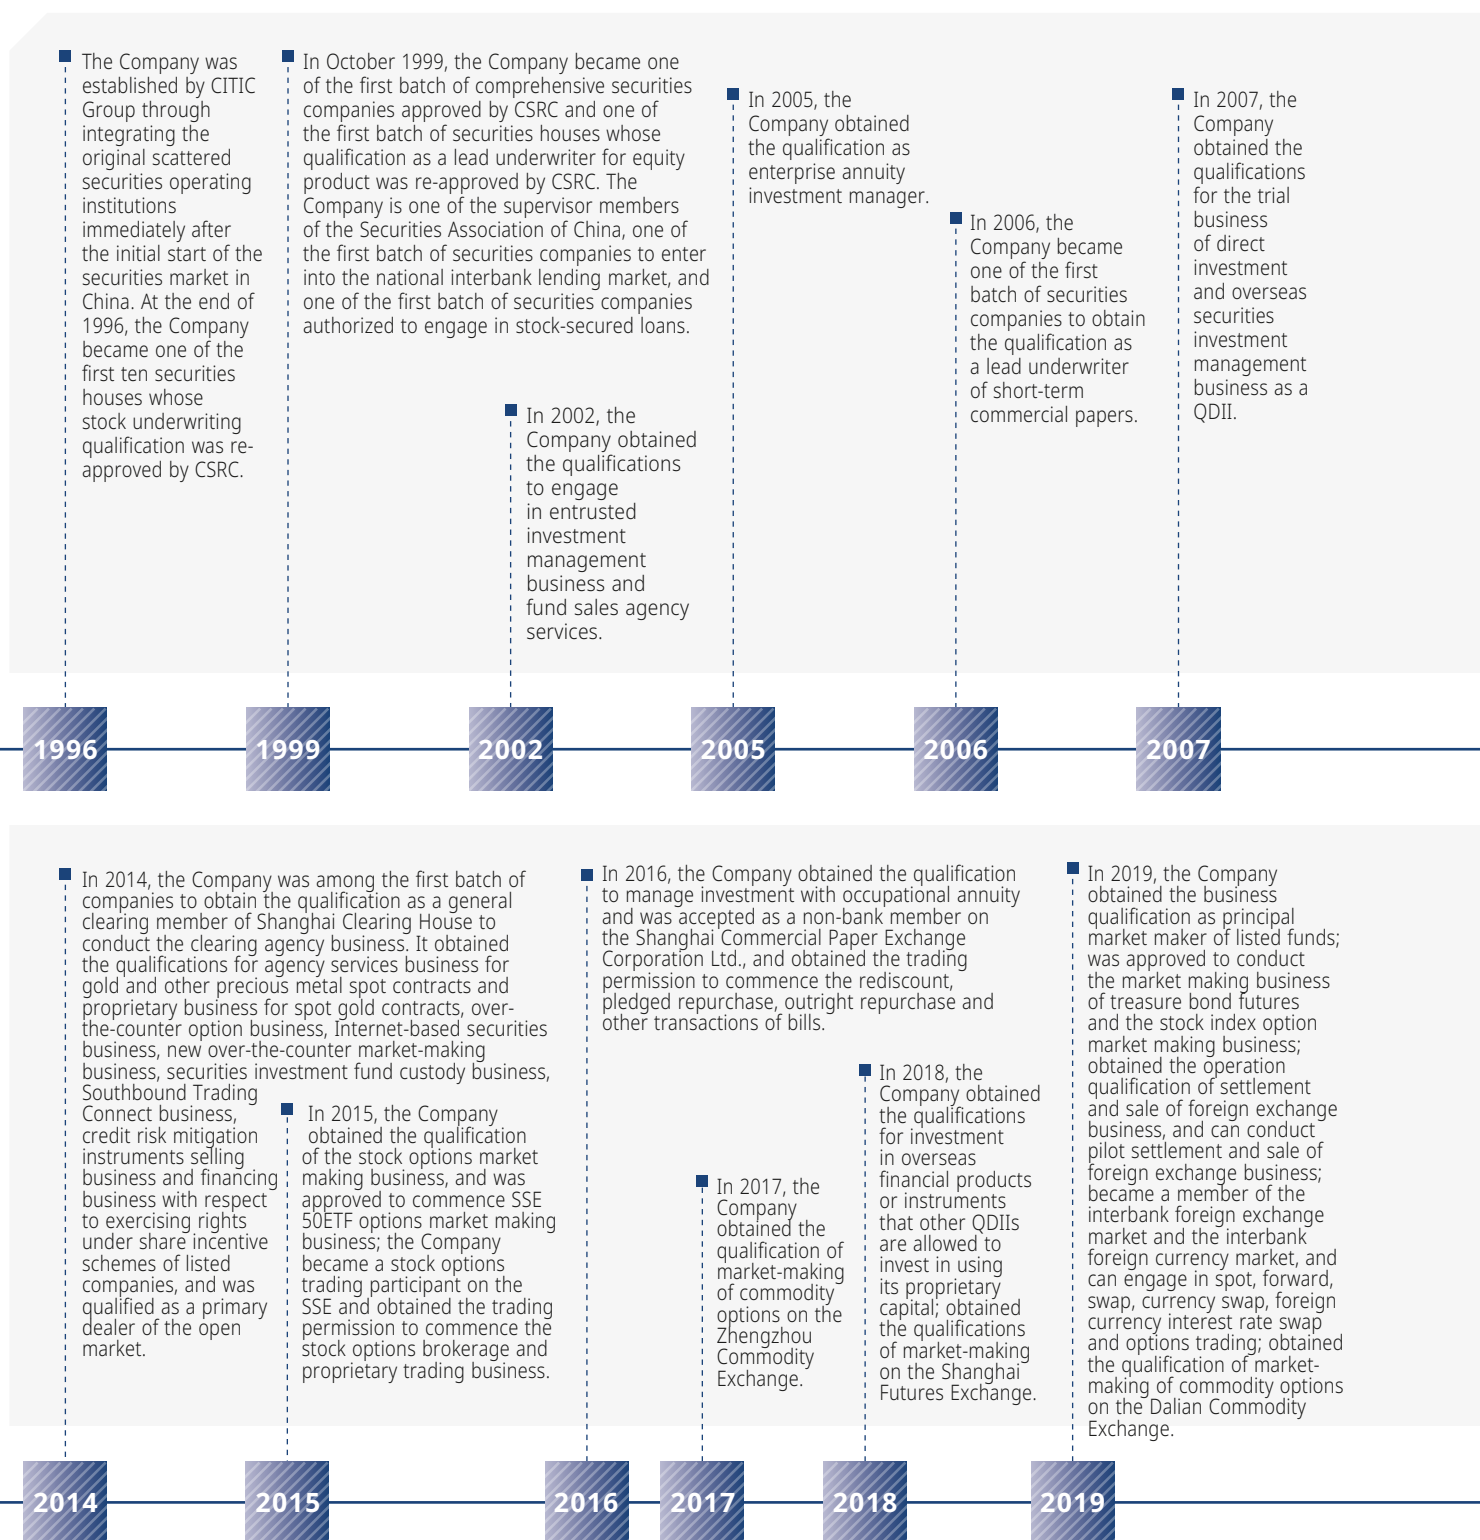 The Company was
established by CITIC
Group through
integrating the
original scattered
securities operating
institutions
immediately after
the initial start of the
securities market in
China. At the end of
1996, the Company
became one of the
first ten securities
houses whose
stock underwriting
qualification was re-
approved by CSRC.
In October 1999, the Company became one
of the first batch of comprehensive securities
companies approved by CSRC and one of
the first batch of securities houses whose
qualification as a lead underwriter for equity
product was re-approved by CSRC. The
Company is one of the supervisor members
of the Securities Association of China, one of
the first batch of securities companies to enter
into the national interbank lending market, and
one of the first batch of securities companies
authorized to engage in stock-secured loans.
In 2002, the
Company obtained
the qualifications
to engage
in entrusted
investment
management
business and
fund sales agency
services.
In 2005, the
Company obtained
the qualification as
enterprise annuity
investment manager.
In 2006, the
Company became
one of the first
batch of securities
companies to obtain
the qualification as
a lead underwriter
of short-term
commercial papers.
In 2007, the
Company
obtained the
qualifications
for the trial
business
of direct
investment
and overseas
securities
investment
management
business as a
QDII.
1996
1999
2002
2005
2006
2007
In 2014, the Company was among the first batch of
companies to obtain the qualification as a general
clearing member of Shanghai Clearing House to
conduct the clearing agency business. It obtained
the qualifications for agency services business for
gold and other precious metal spot contracts and
proprietary business for spot gold contracts, over-
the-counter option business, Internet-based securities
business, new over-the-counter market-making
business, securities investment fund custody business,
Southbound Trading
Connect business,
credit risk mitigation
instruments selling
business and financing
business with respect
to exercising rights
under share incentive
schemes of listed
companies, and was
qualified as a primary
dealer of the open
market.
In 2015, the Company
obtained the qualification
of the stock options market
making business, and was
approved to commence SSE
50ETF options market making
business; the Company
became a stock options
trading participant on the
SSE and obtained the trading
permission to commence the
stock options brokerage and
proprietary trading business.
In 2016, the Company obtained the qualification
to manage investment with occupational annuity
and was accepted as a non-bank member on
the Shanghai Commercial Paper Exchange
Corporation Ltd., and obtained the trading
permission to commence the rediscount,
pledged repurchase, outright repurchase and
other transactions of bills.
In 2017, the
Company
obtained the
qualification of
market-making
of commodity
options on the
Zhengzhou
Commodity
Exchange.
In 2018, the
Company obtained
the qualifications
for investment
in overseas
financial products
or instruments
that other QDIIs
are allowed to
invest in using
its proprietary
capital; obtained
the qualifications
of market-making
on the Shanghai
Futures Exchange.
In 2019, the Company
obtained the business
qualification as principal
market maker of listed funds;
was approved to conduct
the market making business
of treasure bond futures
and the stock index option
market making business;
obtained the operation
qualification of settlement
and sale of foreign exchange
business, and can conduct
pilot settlement and sale of
foreign exchange business;
became a member of the
interbank foreign exchange
market and the interbank
foreign currency market, and
can engage in spot, forward,
swap, currency swap, foreign
currency interest rate swap
and options trading; obtained
the qualification of market-
making of commodity options
on the Dalian Commodity
Exchange.
2014
2015
2016
2017
2018
2019